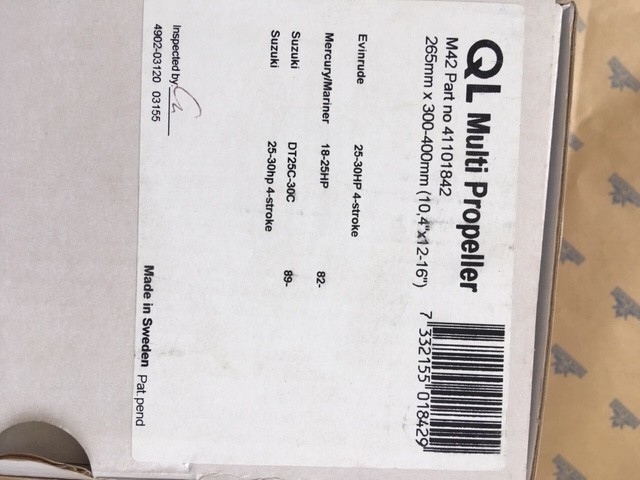 QL Multi Propeller
M42 Part no 41101842
265mm x 300-400mm (10,4"x12-16")
7 332155 018429
Evinrude 25-30HP 4-stroke
Mercury/Mariner 18-25HP 82-
Suzuki DT25C-30C 89-
Suzuki 25-30hp 4-stroke
Inspected by
4902-03120 03155
Made in Sweden Pat.pend